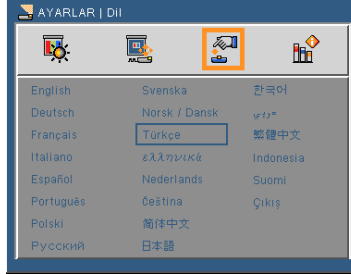 AYARLAR | Dil
English Svenska 한국어
Deutsch Norsk / Dansk
Français Türkçe 繁體中文
Italiano ελληνικά Indonesia
Español Nederlands Suomi
Português čeština Çıkış
Polski 简体中文
Русский 日本語